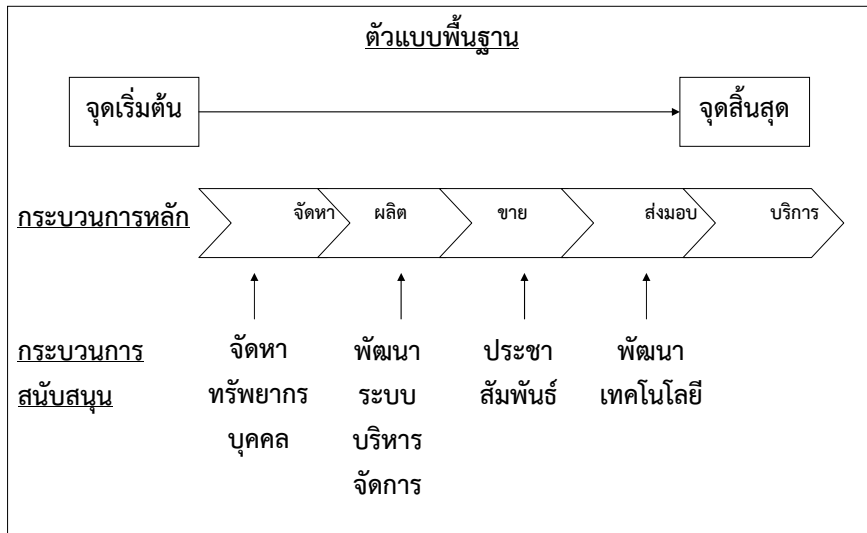 ตัวแบบพื้นฐาน
จุดเริ่มต้น
จุดสิ้นสุด
กระบวนการหลัก
จัดหา
ผลิต
ขาย
ส่งมอบ
บริการ
กระบวนการ
สนับสนุน
จัดหา
ทรัพยากร
บุคคล
พัฒนา
ระบบ
บริหาร
จัดการ
ประชา
สัมพันธ์
พัฒนา
เทคโนโลยี